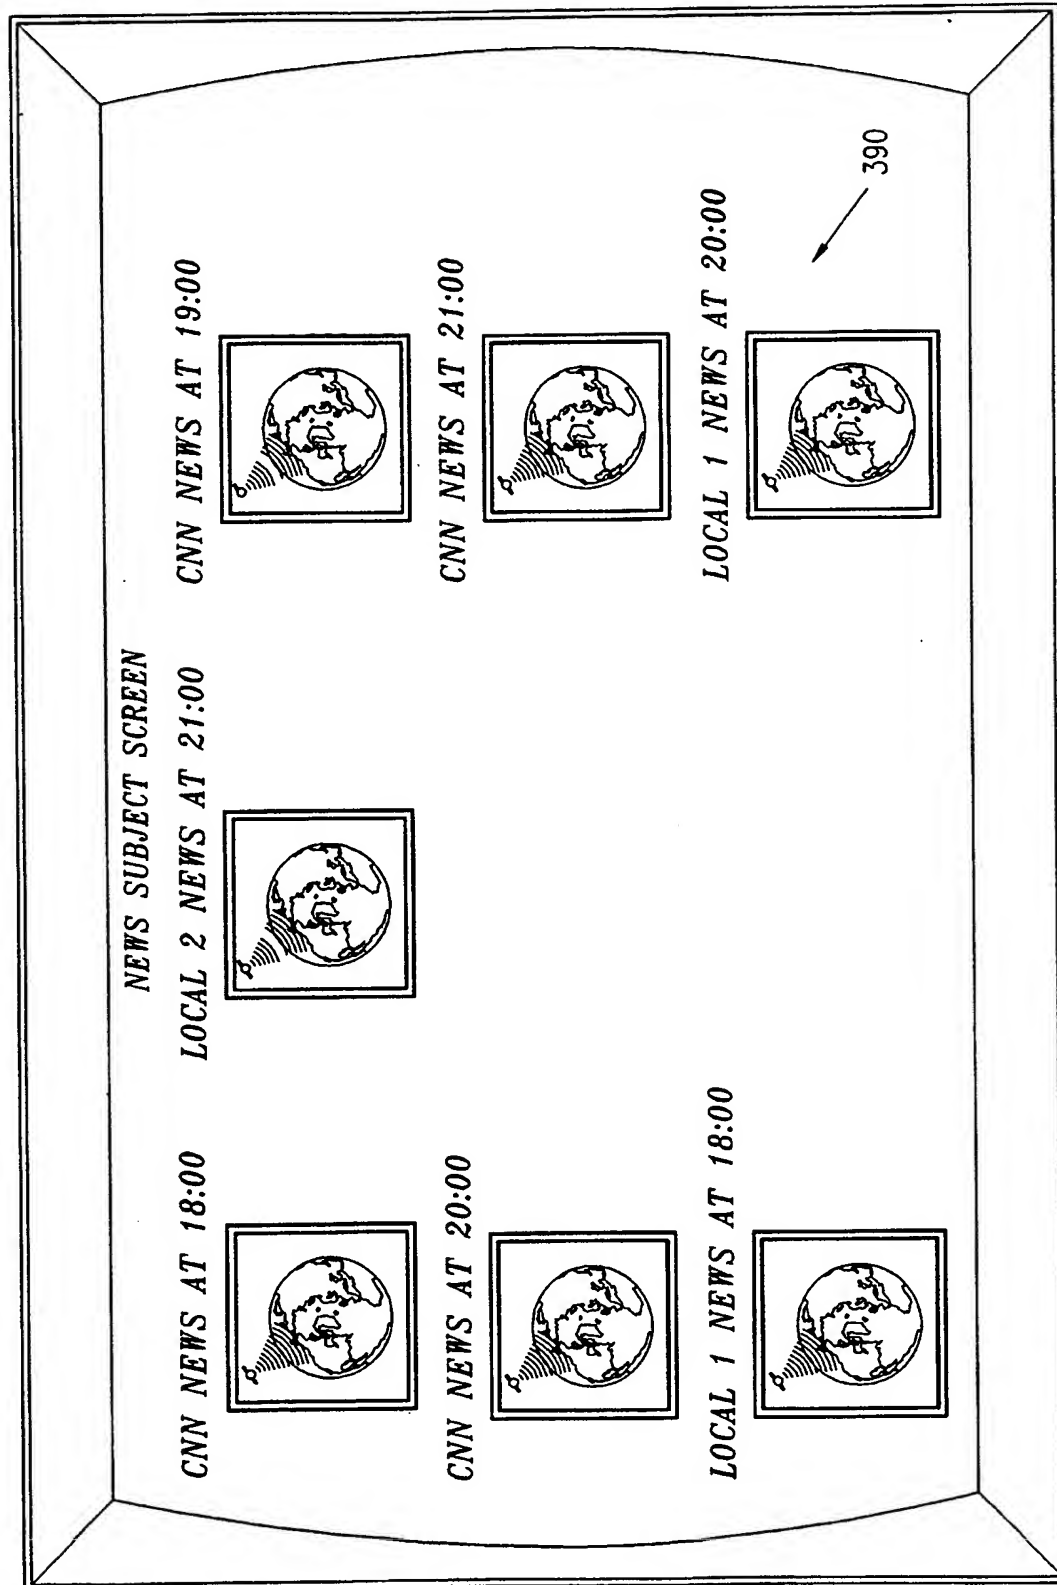 NEWS SUBJECT SCREEN
CNN NEWS AT 18:00
LOCAL 2 NEWS AT 21:00
CNN NEWS AT 19:00
CNN NEWS AT 20:00
CNN NEWS AT 21:00
LOCAL 1 NEWS AT 18:00
LOCAL 1 NEWS AT 20:00
390